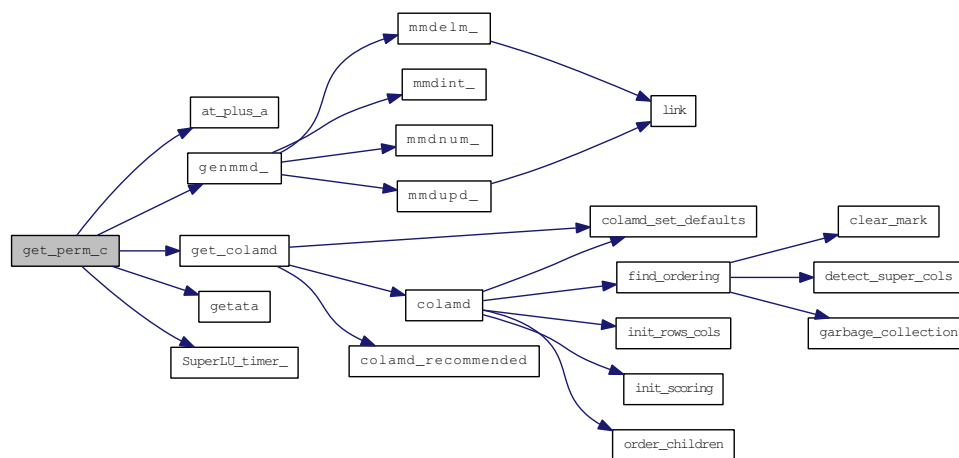 get_perm_c
at_plus_a
genmmd_
get_colamd
getata
SuperLU_timer_
mmdelm_
mmdint_
mmdnum_
mmdupd_
colamd
colamd_recommended
link
colamd_set_defaults
find_ordering
init_rows_cols
init_scoring
order_children
clear_mark
detect_super_cols
garbage_collection